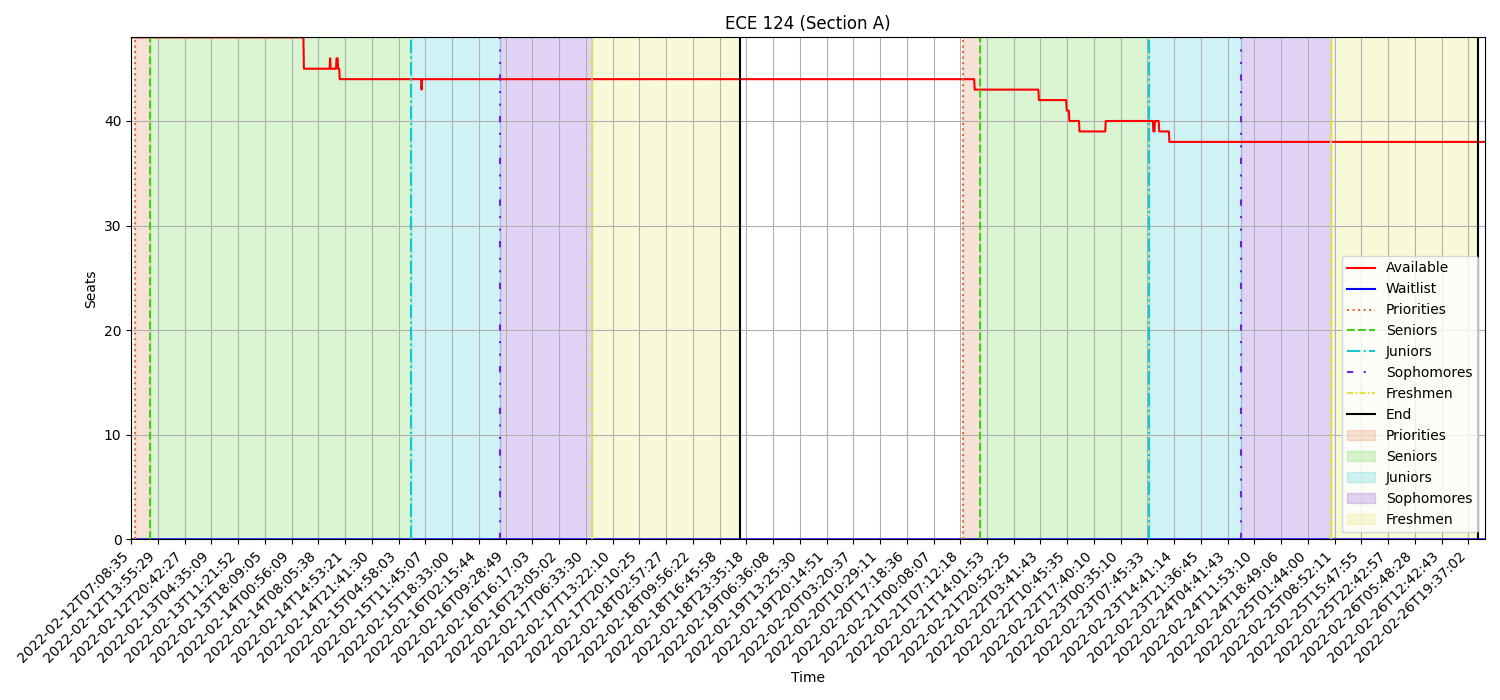 ECE 124 (Section A)
Seats
40
30
20
10
0
Available
Waitlist
Priorities
Seniors
Juniors
Sophomores
Freshmen
End
Priorities
Seniors
Juniors
Sophomores
Freshmen
2022-02-12T07:08:35
2022-02-12T13:55:29
2022-02-12T20:42:27
2022-02-13T04:35:09
2022-02-13T11:21:52
2022-02-13T18:09:05
2022-02-14T00:56:09
2022-02-14T08:05:38
2022-02-14T14:53:21
2022-02-14T21:41:30
2022-02-15T04:58:03
2022-02-15T11:45:07
2022-02-15T18:33:00
2022-02-16T02:15:44
2022-02-16T09:28:49
2022-02-16T16:17:03
2022-02-16T23:05:02
2022-02-17T06:33:30
2022-02-17T13:22:10
2022-02-17T20:10:25
2022-02-18T02:57:27
2022-02-18T09:56:22
2022-02-18T16:45:58
2022-02-18T23:35:18
2022-02-19T06:36:08
2022-02-19T13:25:30
2022-02-19T20:14:51
2022-02-20T03:20:37
2022-02-20T10:29:11
2022-02-20T17:18:36
2022-02-21T00:08:07
2022-02-21T07:12:18
2022-02-21T14:01:53
2022-02-21T20:52:25
2022-02-22T03:41:43
2022-02-22T10:45:35
2022-02-22T17:40:10
2022-02-23T00:35:10
2022-02-23T07:45:33
2022-02-23T14:41:14
2022-02-23T21:36:45
2022-02-24T04:41:43
2022-02-24T11:53:10
2022-02-24T18:49:06
2022-02-25T01:44:00
2022-02-25T08:52:11
2022-02-25T15:47:55
2022-02-25T22:42:57
2022-02-26T05:48:28
2022-02-26T12:42:43
2022-02-26T19:37:02
Time